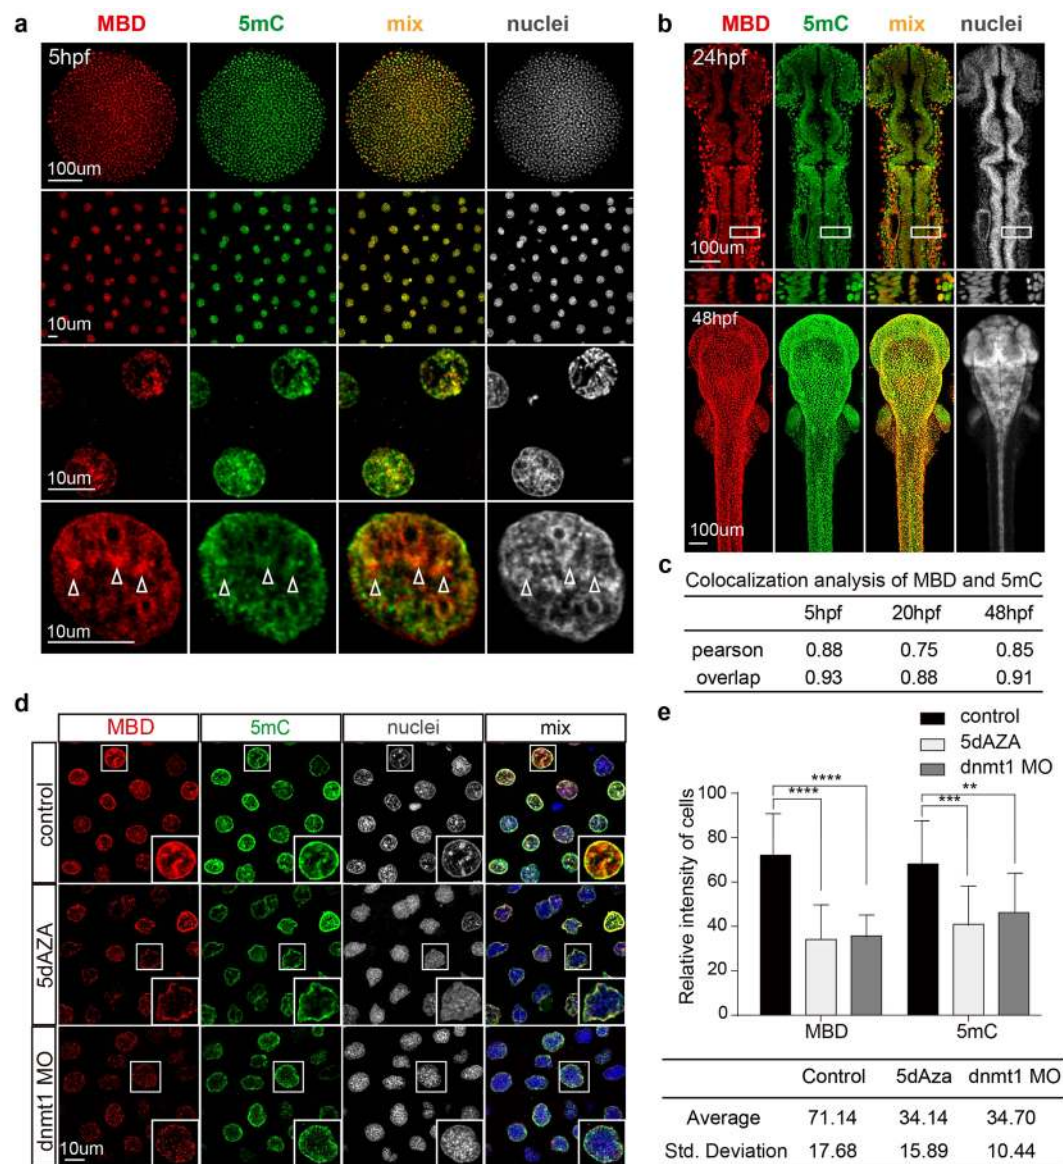 a
MBD 5mC mix nuclei
5hpf
100um
10um
10um
10um
b
MBD 5mC mix nuclei
24hpf
100um
48hpf
100um
c
Colocalization analysis of MBD and 5mC
5hpf 20hpf 48hpf
pearson 0.88 0.75 0.85
overlap 0.93 0.88 0.91
d
MBD 5mC nuclei mix
control
5dAZA
dnmt1 MO
10um
e
control
5dAZA
dnmt1 MO
Relative intensity of cells
100
80
60
40
20
0
**** ****
*** **
MBD 5mC
Control 5dAza dnmt1 MO
Average 71.14 34.14 34.70
Std. Deviation 17.68 15.89 10.44